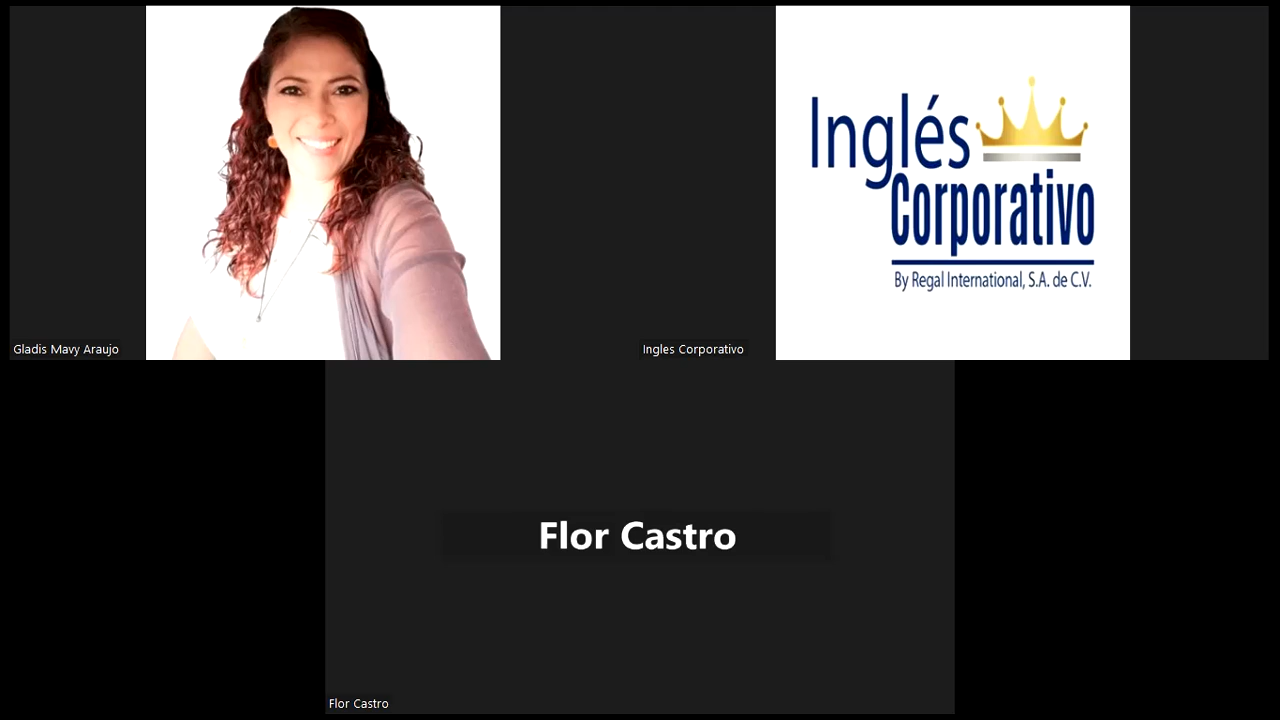 Gladis Mavy Araujo
Inglés
Corporativo
By Regal International, S.A. de C.V.
Ingles Corporativo
Flor Castro
Flor Castro